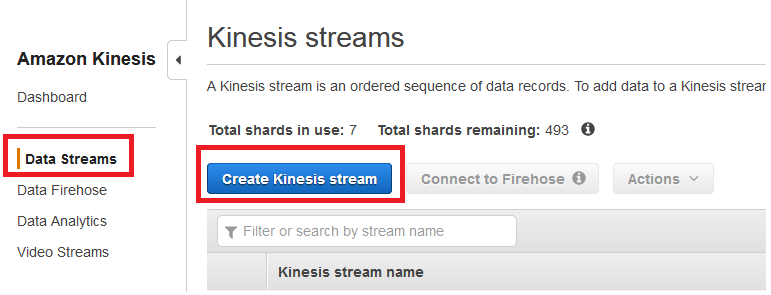 Amazon Kinesis
Dashboard
Data Streams
Data Firehose
Data Analytics
Video Streams
Kinesis streams
A Kinesis stream is an ordered sequence of data records. To add data to a Kinesis
Total shards in use: 7 Total shards remaining: 493
Create Kinesis stream Connect to Firehose Actions
Filter or search by stream name
Kinesis stream name